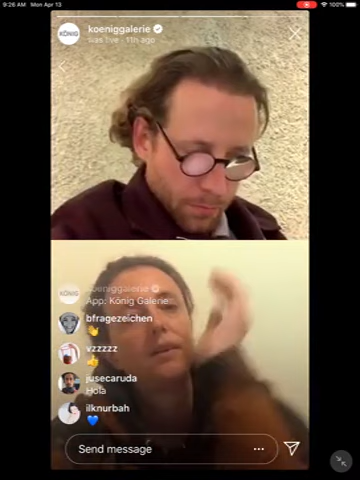 9:26 AM Mon Apr 13
100%
KÖNIG
koeniggalerie
was live · 11h ago
KÖNIG
koeniggalerie
App: König Galerie
bfragezeichen
vzzzzz
jusecaruda
Hola
ilknurbah
Send message